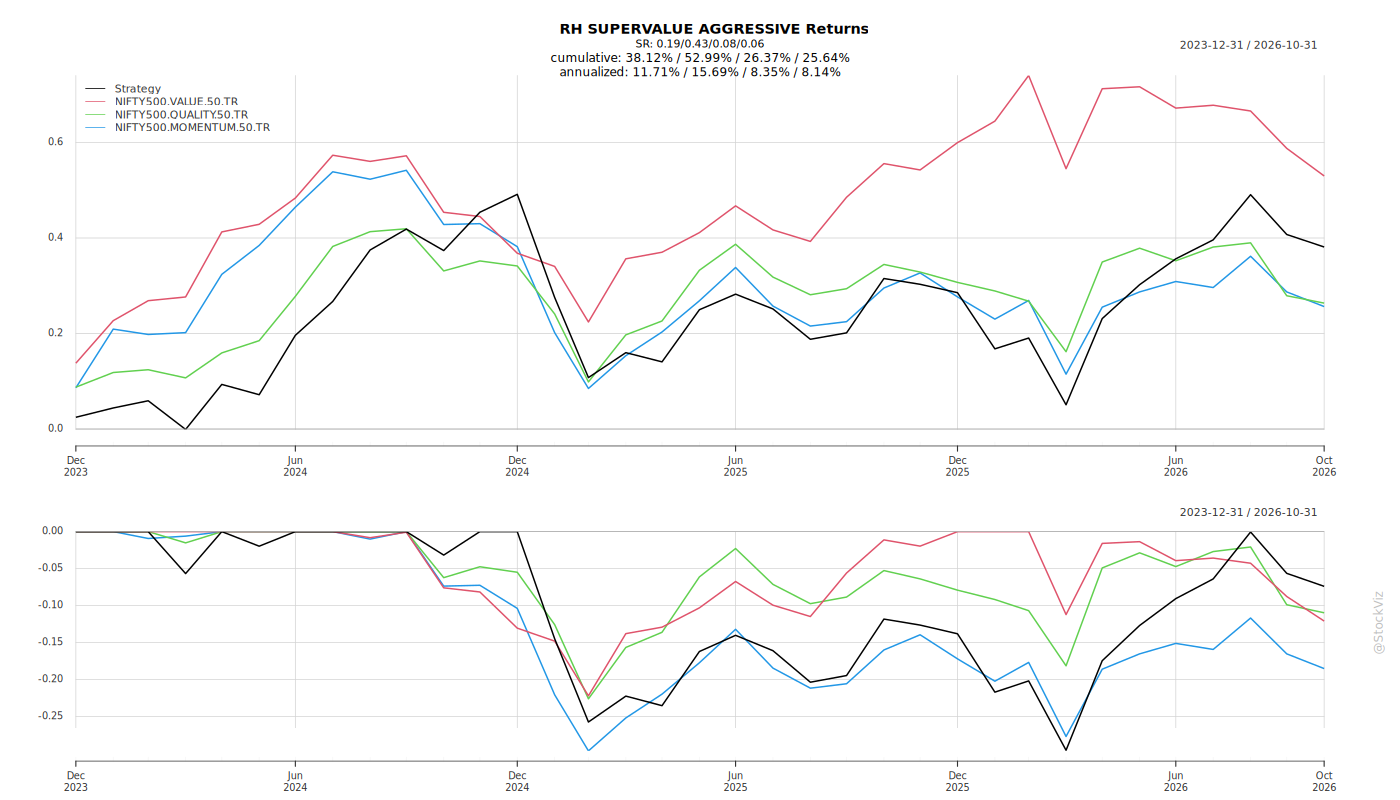 RH SUPERVALUE AGGRESSIVE Returns
SR: 0.19/0.43/0.08/0.06
cumulative: 38.12% / 52.99% / 26.37% / 25.64%
annualized: 11.71% / 15.69% / 8.35% / 8.14%
2023-12-31 / 2026-10-31
Strategy
NIFTY500.VALUE.50.TR
NIFTY500.QUALITY.50.TR
NIFTY500.MOMENTUM.50.TR
0.6
0.4
0.2
0.0
Dec Jun Dec Jun Dec Jun Oct
2023 2024 2024 2025 2025 2026 2026
2023-12-31 / 2026-10-31
0.00
-0.05
-0.10
-0.15
-0.20
-0.25
Dec Jun Dec Jun Dec Jun Oct
2023 2024 2024 2025 2025 2026 2026
@StockViz